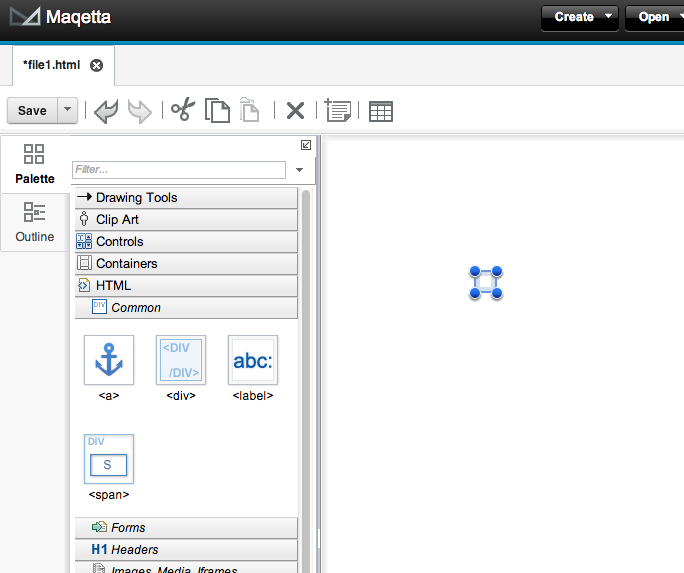 Maqetta
Create Open
*file1.html
Save
Filter...
Palette
Outline
Drawing Tools
Clip Art
Controls
Containers
HTML
DIV Common
<DIV
/DIV>
abc:
<a> <div> <label>
DIV
S
<span>
Forms
H1 Headers
Images, Media, Iframes